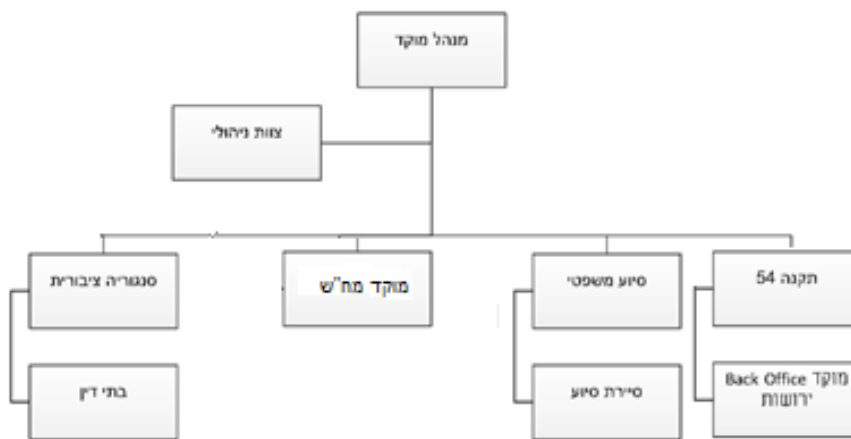 מנהל מוקד
צוות ניהולי
תקנה 54
סיוע משפטי
מוקד מח"ש
סנגוריה ציבורית
מוקד Back Office
ירושות
סיירת סיוע
בתי דין